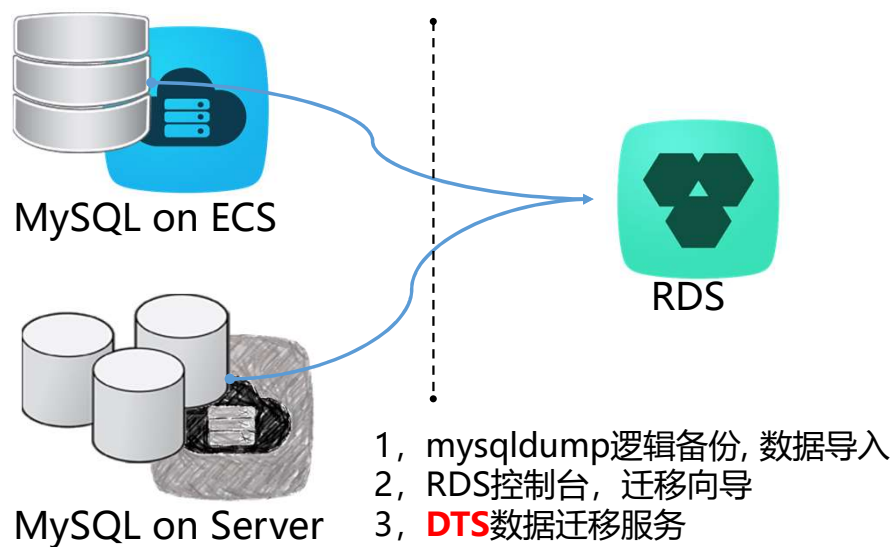 MySQL on ECS
RDS
1，mysqldump逻辑备份, 数据导入
2，RDS控制台，迁移向导
3，DTS数据迁移服务
MySQL on Server